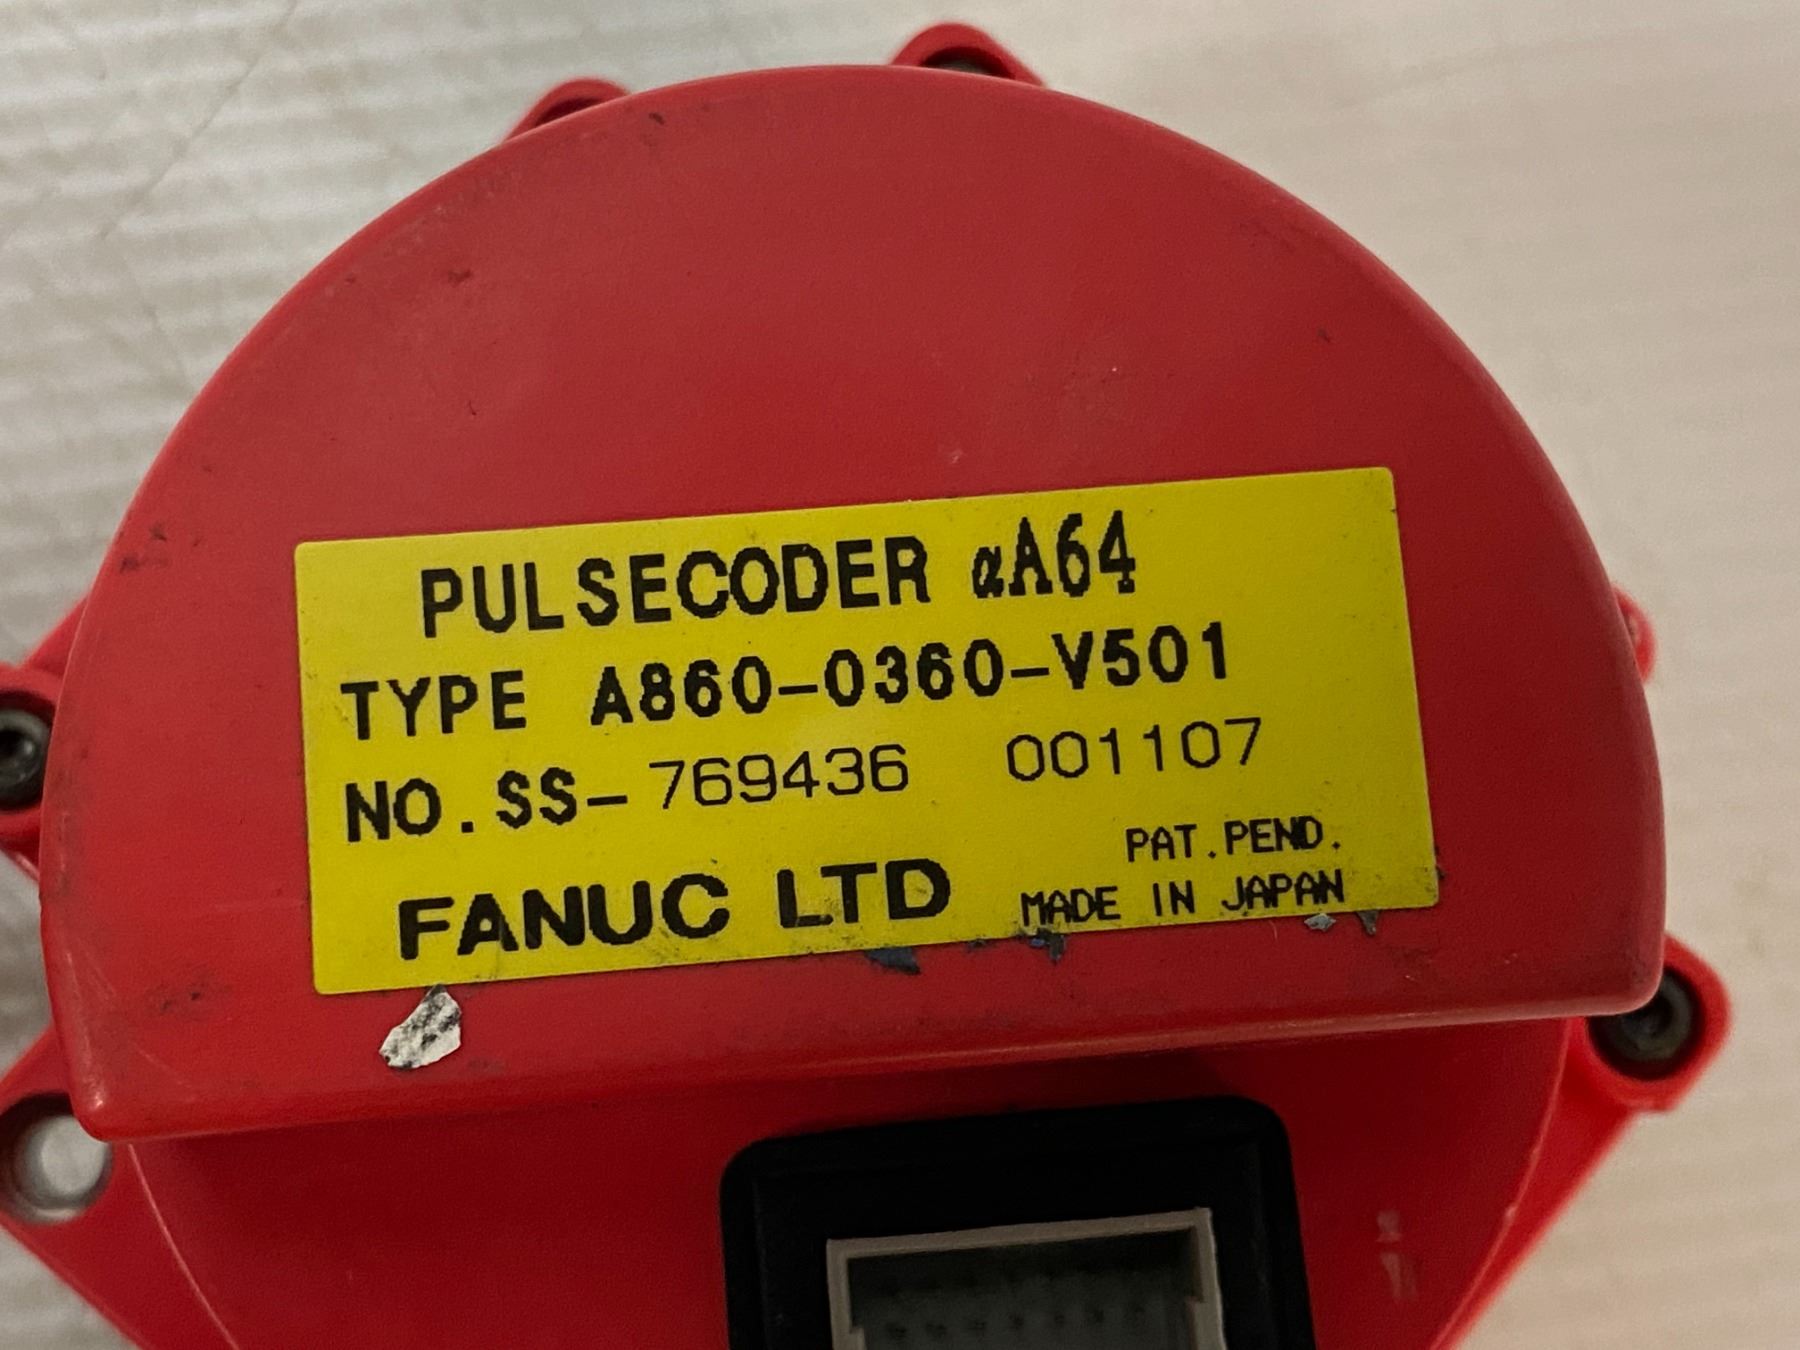 PULSECODER αA64
TYPE A860-0360-V501
NO.SS-769436 001107
PAT.PEND.
FANUC LTD MADE IN JAPAN